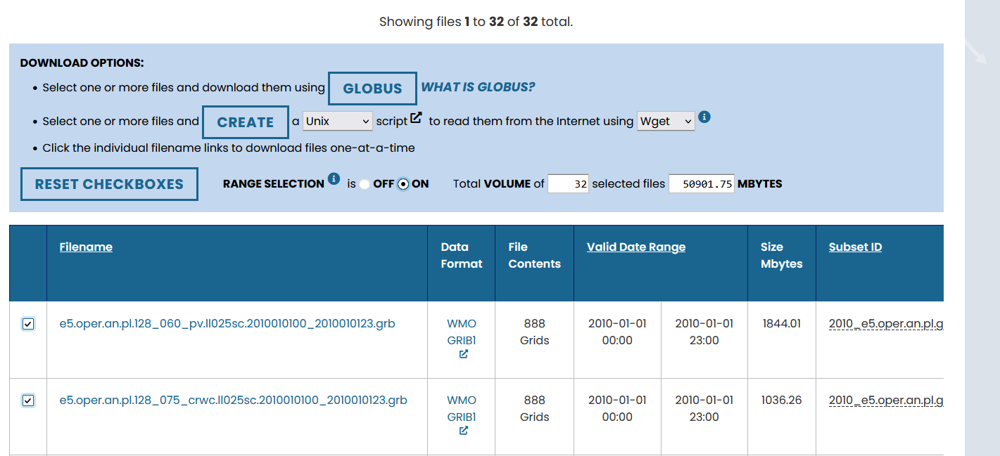 Showing files 1 to 32 of 32 total.
DOWNLOAD OPTIONS:
• Select one or more files and download them using GLOBUS WHAT IS GLOBUS?
• Select one or more files and CREATE a Unix script to read them from the Internet using Wget
• Click the individual filename links to download files one-at-a-time
RESET CHECKBOXES RANGE SELECTION is OFF ON Total VOLUME of 32 selected files 50901.75 MBYTES
Filename Data Format File Contents Valid Date Range Size Mbytes Subset ID
e5.oper.an.pl.128_060_pv.ll025sc.2010010100_2010010123.grb WMO GRIB1 888 Grids 2010-01-01 00:00 2010-01-01 23:00 1844.01 2010_e5.oper.an.pl.g
e5.oper.an.pl.128_075_crwc.ll025sc.2010010100_2010010123.grb WMO GRIB1 888 Grids 2010-01-01 00:00 2010-01-01 23:00 1036.26 2010_e5.oper.an.pl.g